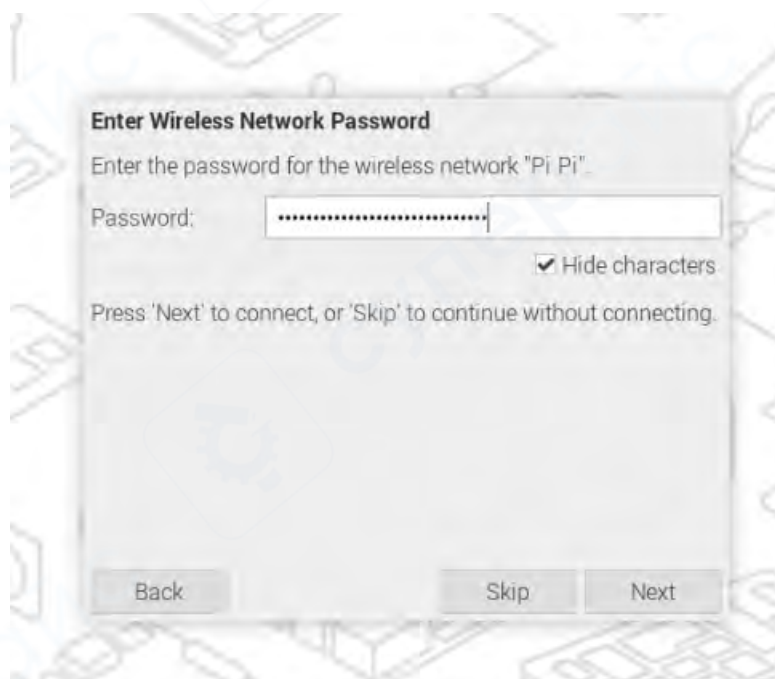 Enter Wireless Network Password
Enter the password for the wireless network "Pi Pi".
Password:
Hide characters
Press 'Next' to connect, or 'Skip' to continue without connecting.
Back Skip Next